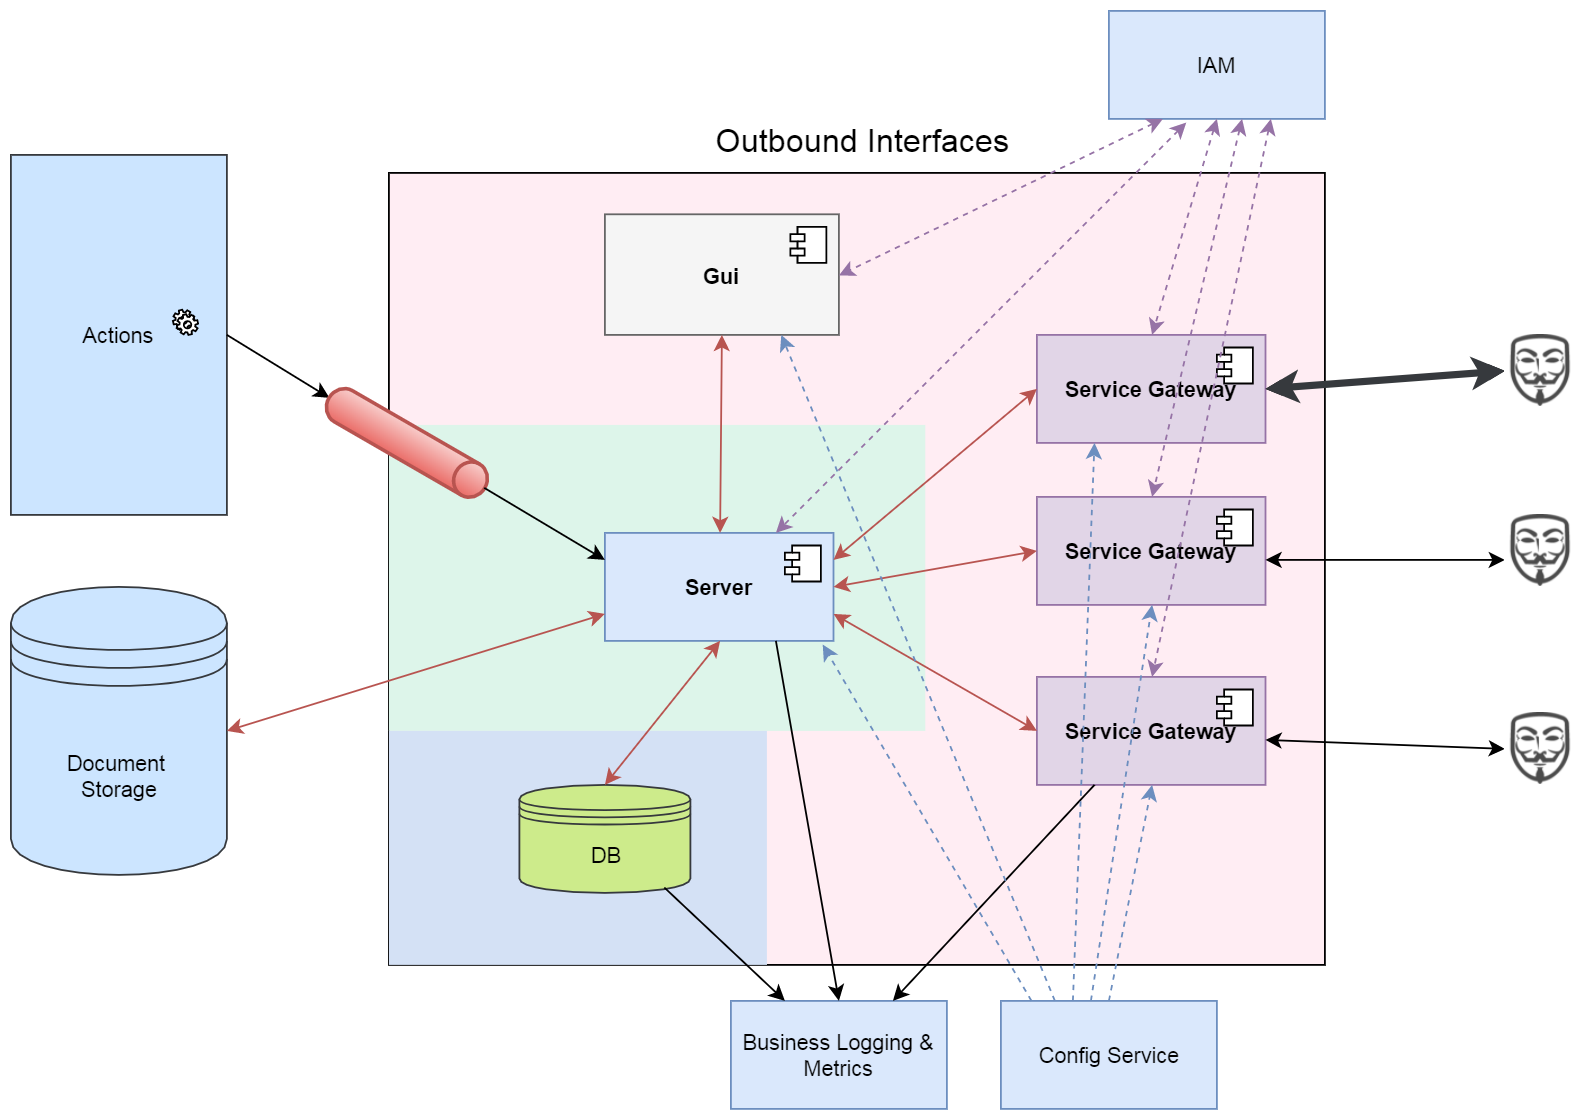 IAM
Outbound Interfaces
Gui
Actions
Service Gateway
Service Gateway
Server
Service Gateway
Document
Storage
DB
Business Logging &
Metrics
Config Service